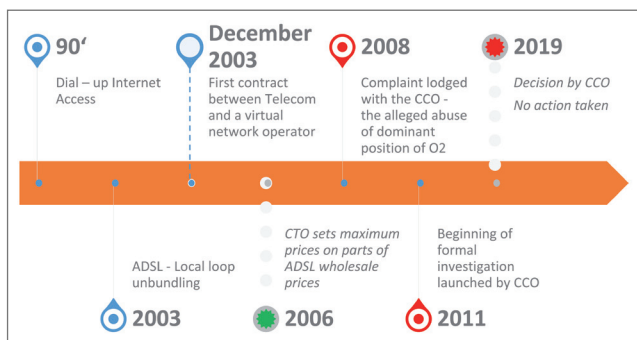 90‘
Dial – up Internet
Access
December
2003
First contract
between Telecom
and a virtual
network operator
2008
Complaint lodged
with the CCO -
the alleged abuse
of dominant
position of O2
2019
Decision by CCO
No action taken
ADSL - Local loop
unbundling
2003
CTO sets maximum
prices on parts of
ADSL wholesale
prices
2006
Beginning of
formal
investigation
launched by CCO
2011